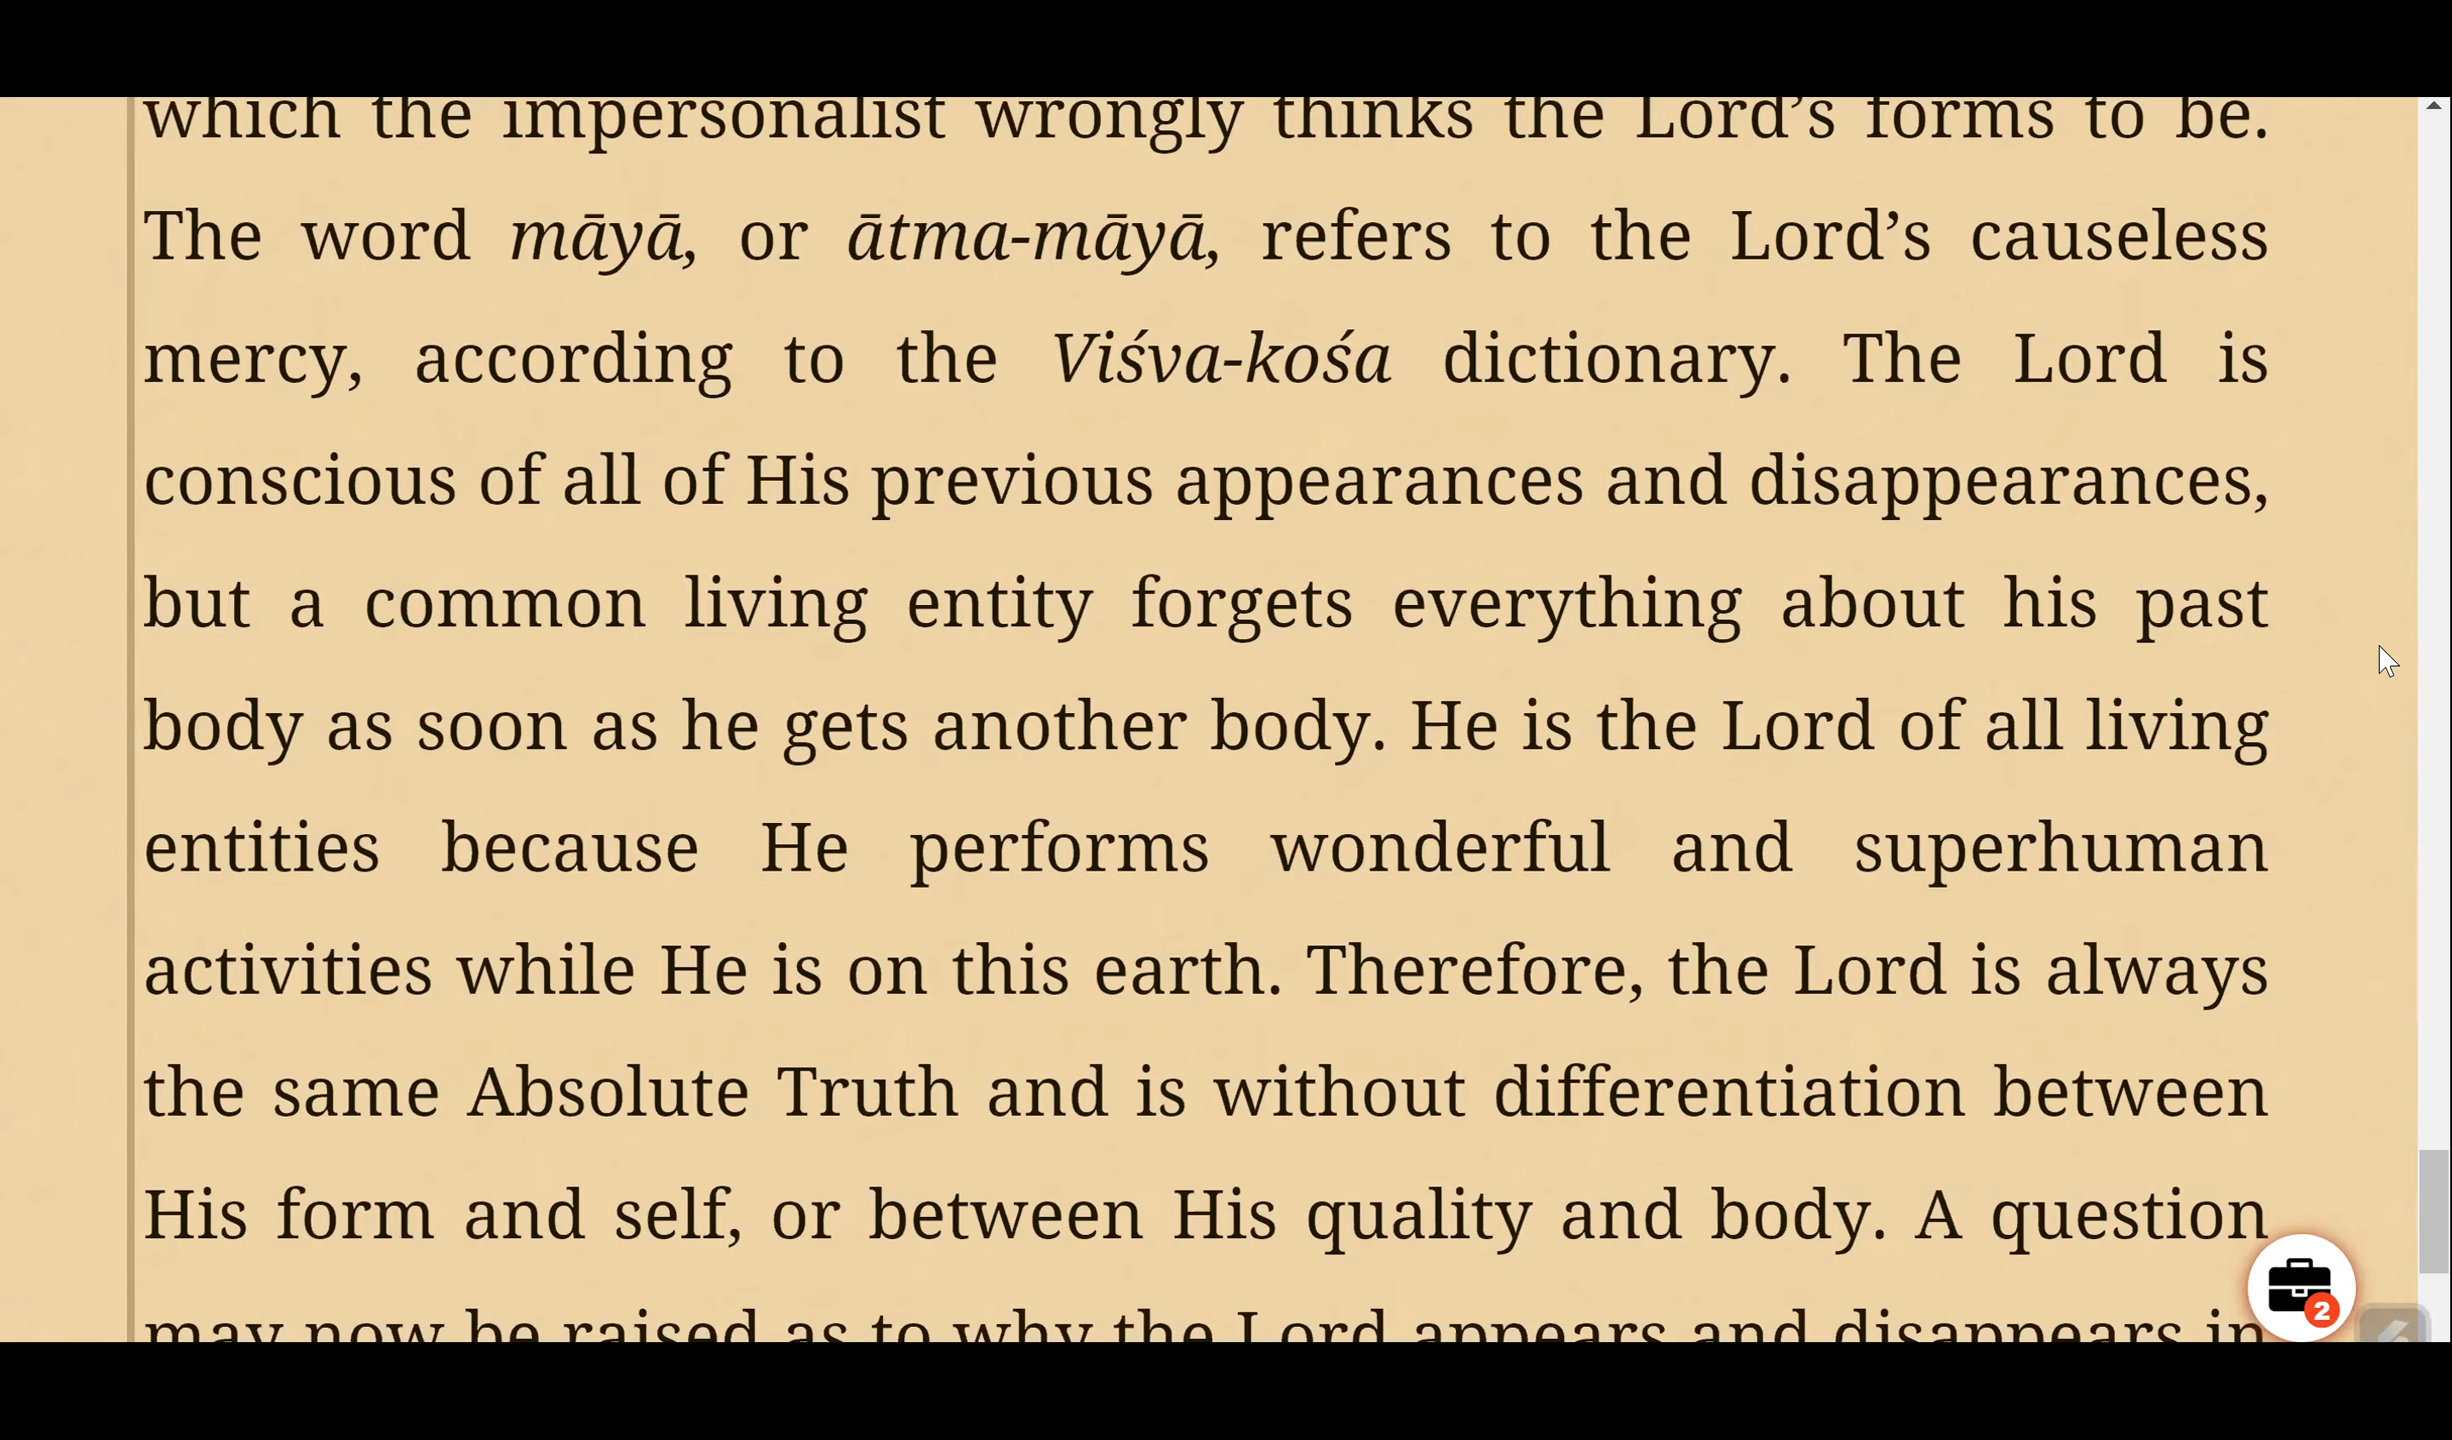 which the impersonalist wrongly thinks the Lord’s forms to be.
The word māyā, or ātma-māyā, refers to the Lord’s causeless
mercy, according to the Viśva-kośa dictionary. The Lord is
conscious of all of His previous appearances and disappearances,
but a common living entity forgets everything about his past
body as soon as he gets another body. He is the Lord of all living
entities because He performs wonderful and superhuman
activities while He is on this earth. Therefore, the Lord is always
the same Absolute Truth and is without differentiation between
His form and self, or between His quality and body. A question
may now be raised as to why the Lord appears and disappears in
2